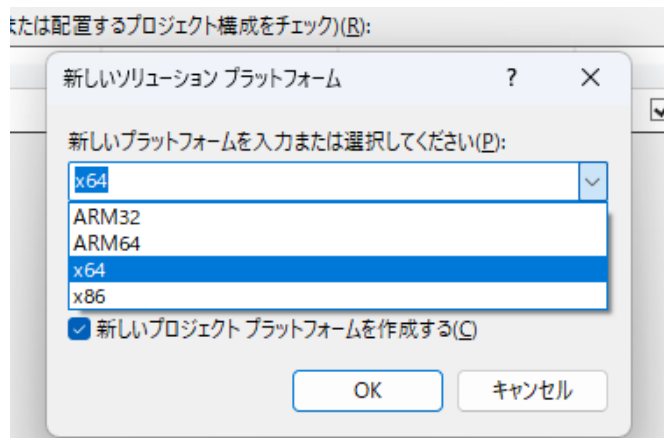 または配置するプロジェクト構成をチェック)(R):
新しいソリューション プラットフォーム ?
新しいプラットフォームを入力または選択してください(P):
x64
ARM32
ARM64
x64
x86
新しいプロジェクト プラットフォームを作成する(C)
OK キャンセル